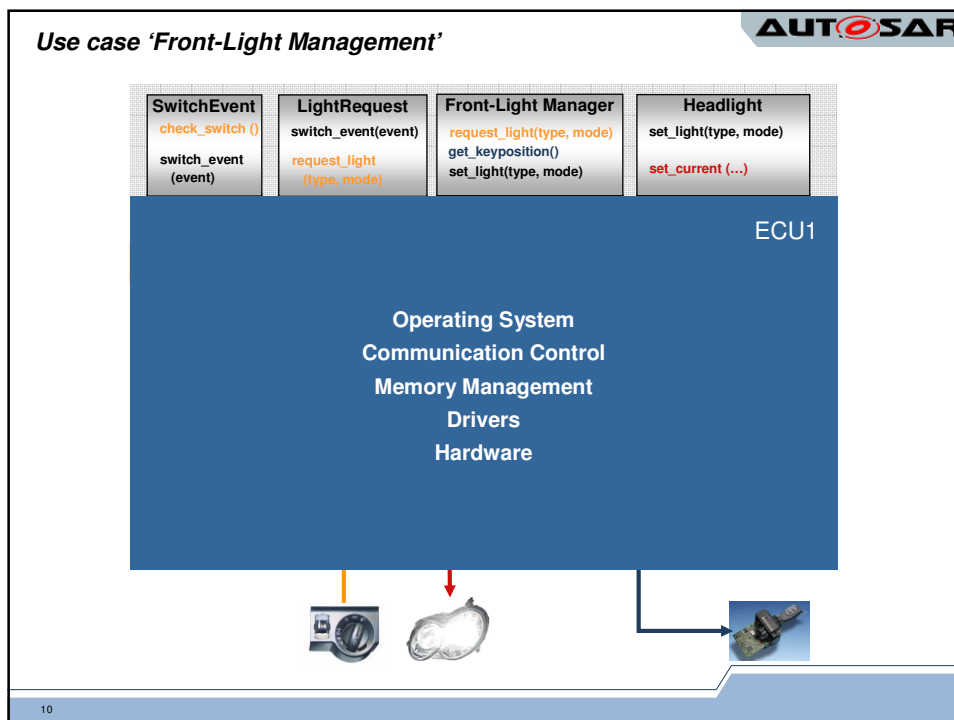 Use case ‘Front-Light Management’
AUTOSAR
SwitchEvent
check_switch ()
switch_event
(event)
LightRequest
switch_event(event)
request_light
(type, mode)
Front-Light Manager
request_light(type, mode)
get_keyposition()
set_light(type, mode)
Headlight
set_light(type, mode)
set_current (…)
ECU1
Operating System
Communication Control
Memory Management
Drivers
Hardware
10